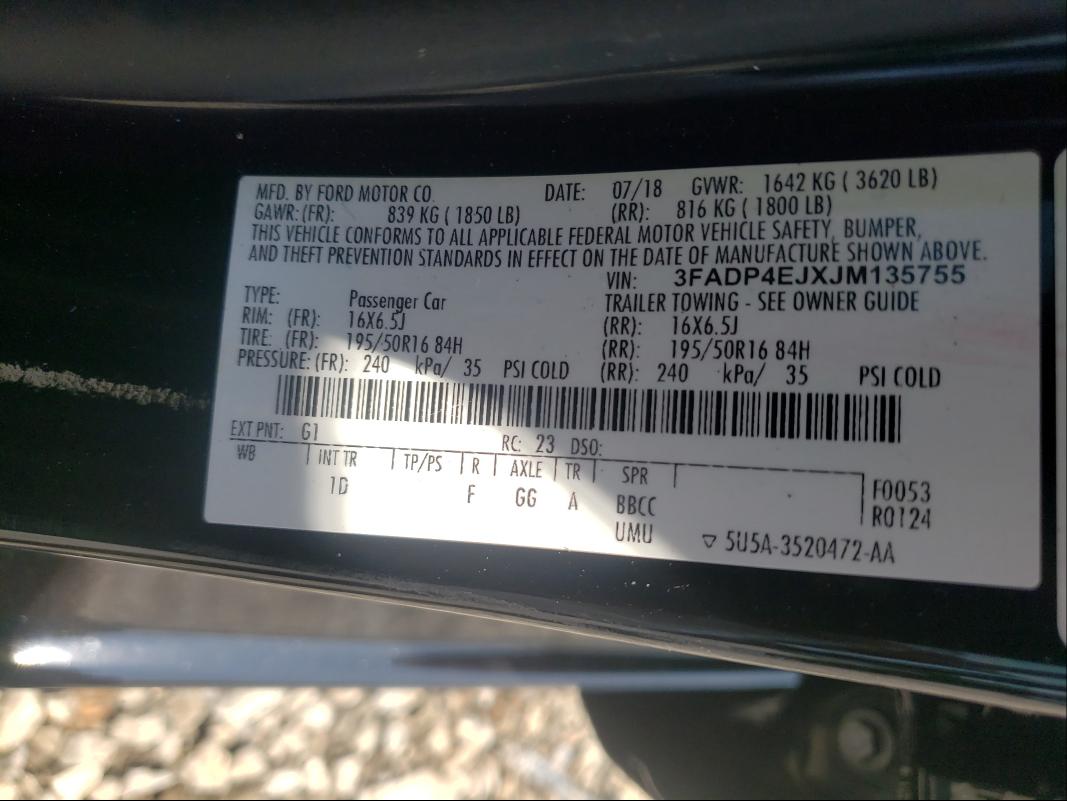 MFD. BY FORD MOTOR CO. DATE: 07/18 GVWR: 1642 KG ( 3620 LB)
GAWR: (FR): 839 KG ( 1850 LB) (RR): 816 KG ( 1800 LB)
THIS VEHICLE CONFORMS TO ALL APPLICABLE FEDERAL MOTOR VEHICLE SAFETY, BUMPER,
AND THEFT PREVENTION STANDARDS IN EFFECT ON THE DATE OF MANUFACTURE SHOWN ABOVE.
VIN: 3FADP4EJXJM135755
TYPE: Passenger Car TRAILER TOWING - SEE OWNER GUIDE
RIM: (FR): 16X6.5J (RR): 16X6.5J
TIRE: (FR): 195/50R16 84H (RR): 195/50R16 84H
PRESSURE: (FR): 240 kPa/ 35 PSI COLD (RR): 240 kPa/ 35 PSI COLD
EXT PNT: G1 RC: 23 DSO:
WB INT TR TP/PS R AXLE TR SPR
1D F GG A BBCC F0053
UMU R0124
▽ 5U5A-3520472-AA